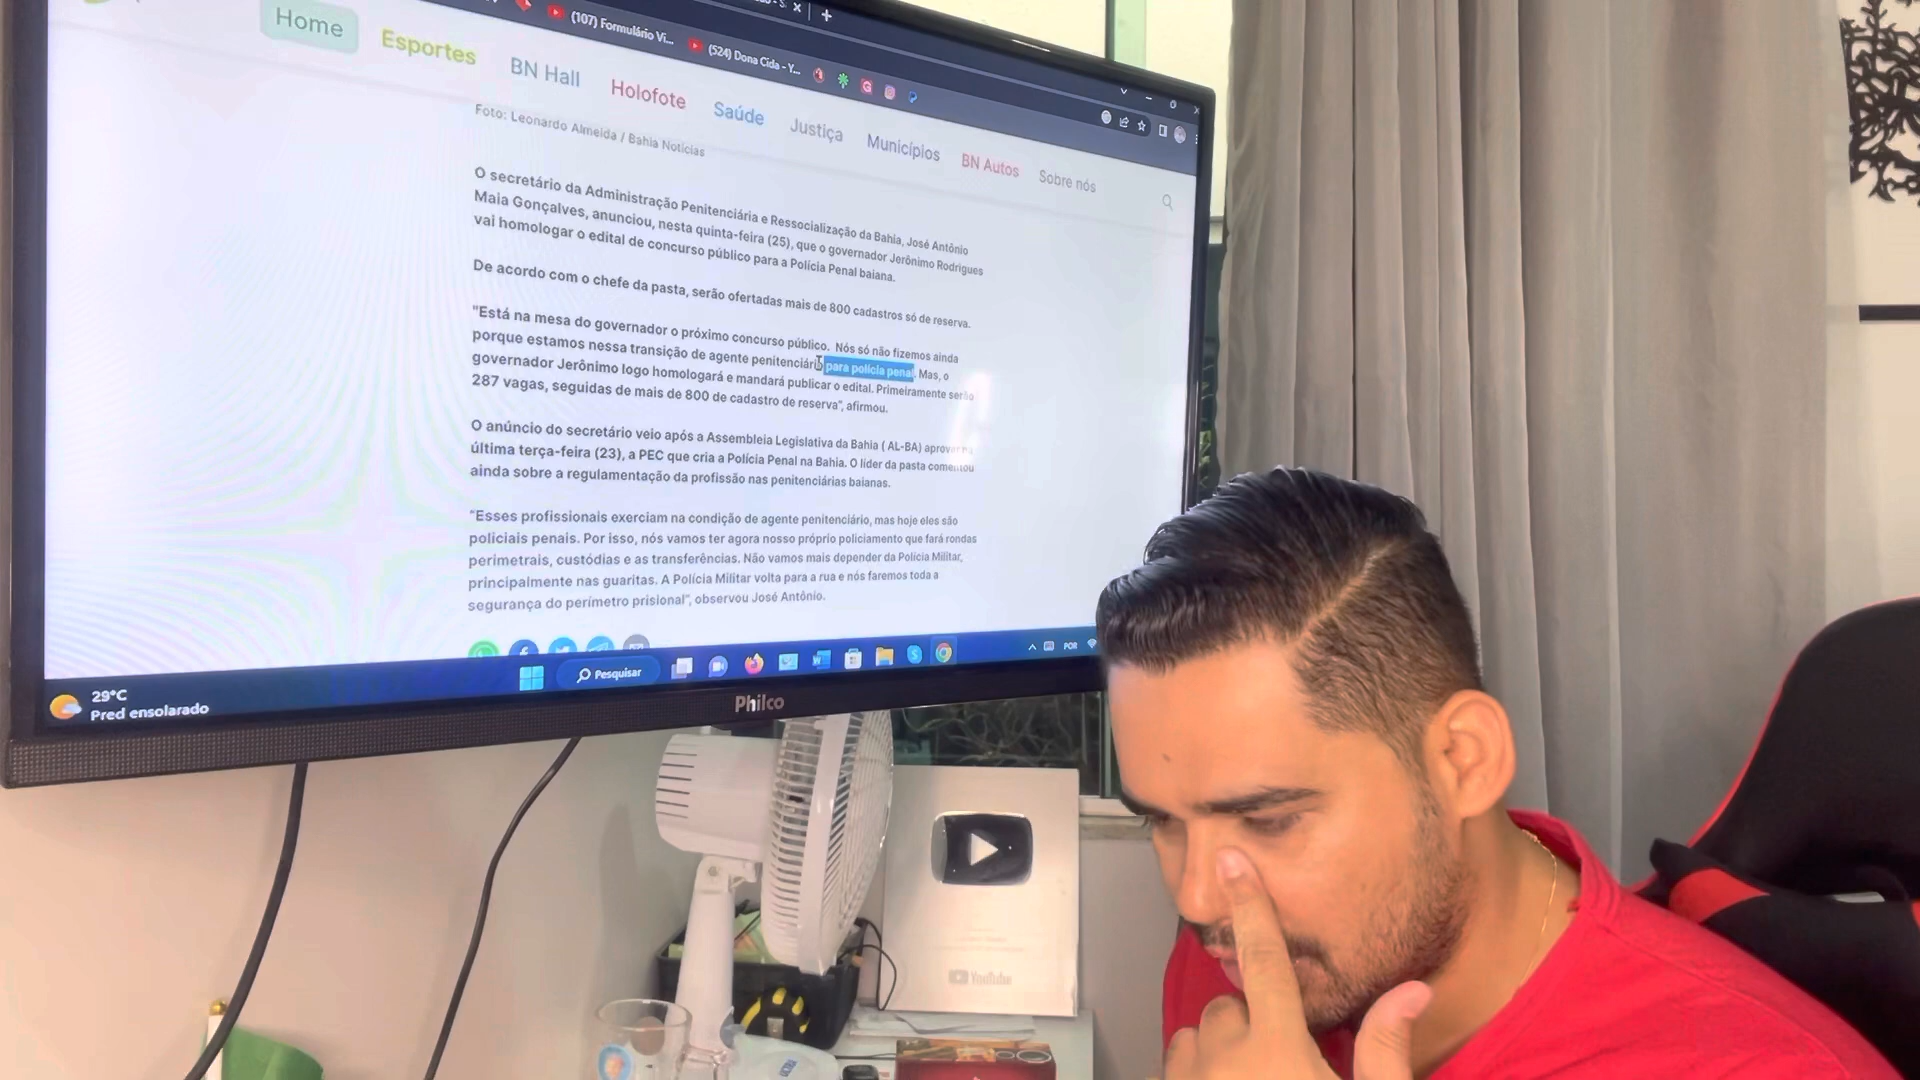 (107) Formulário Vi...
(524) Dona Cida - Y...
Home
Esportes
BN Hall
Holofote
Saúde
Justiça
Municípios
BN Autos
Sobre nós
Foto: Leonardo Almeida / Bahia Notícias
O secretário da Administração Penitenciária e Ressocialização da Bahia, José Antônio
Maia Gonçalves, anunciou, nesta quinta-feira (25), que o governador Jerônimo Rodrigues
vai homologar o edital de concurso público para a Polícia Penal baiana.
De acordo com o chefe da pasta, serão ofertadas mais de 800 cadastros só de reserva.
"Está na mesa do governador o próximo concurso público. Nós só não fizemos ainda
porque estamos nessa transição de agente penitenciário para polícia penal. Mas, o
governador Jerônimo logo homologará e mandará publicar o edital. Primeiramente serão
287 vagas, seguidas de mais de 800 de cadastro de reserva", afirmou.
O anúncio do secretário veio após a Assembleia Legislativa da Bahia ( AL-BA) aprovar na
última terça-feira (23), a PEC que cria a Polícia Penal na Bahia. O líder da pasta comentou
ainda sobre a regulamentação da profissão nas penitenciárias baianas.
"Esses profissionais exerciam na condição de agente penitenciário, mas hoje eles são
policiais penais. Por isso, nós vamos ter agora nosso próprio policiamento que fará rondas
perimetrais, custódias e as transferências. Não vamos mais depender da Polícia Militar,
principalmente nas guaritas. A Polícia Militar volta para a rua e nós faremos toda a
segurança do perímetro prisional", observou José Antônio.
29°C
Pred ensolarado
Pesquisar
POR
Philco
YouTube